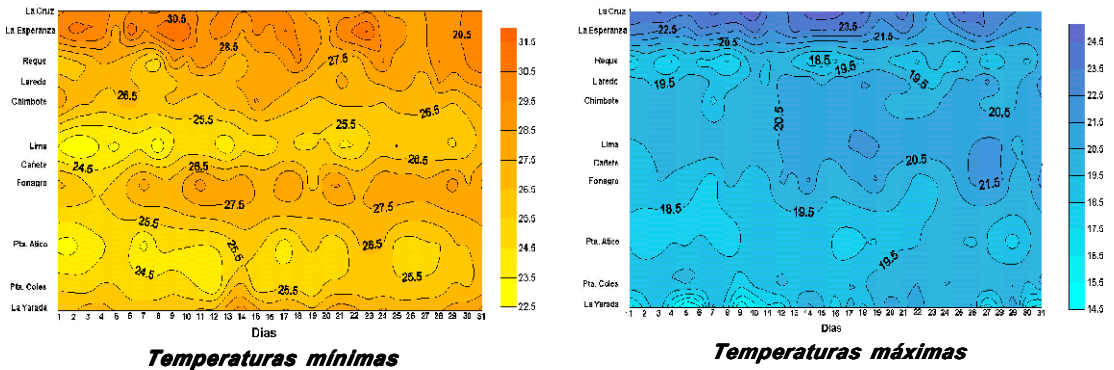 La Cruz
La Esperanza
Reque
Laredo
Chimbote
Lima
Cañete
Fonagro
Pta. Atico
Pta. Coles
La Yarada
30.5
28.5
27.5
20.5
26.5
25.5
25.5
26.5
24.5
26.5
26.5
27.5
27.5
25.5
25.5
26.5
24.5
25.5
25.5
1 2 3 4 5 6 7 8 9 10 11 12 13 14 15 16 17 18 19 20 21 22 23 24 25 26 27 28 29 30 31
Dias
31.5
30.5
29.5
28.5
27.5
26.5
25.5
24.5
23.5
22.5
Temperaturas mínimas
La Cruz
La Esperanza
Reque
Laredo
Chimbote
Lima
Cañete
Fonagro
Pta. Atico
Pta. Coles
La Yarada
22.5
20.5
23.5
21.5
19.5
18.5
19.5
19.5
20.5
20.5
20.5
21.5
18.5
19.5
19.5
1 2 3 4 5 6 7 8 9 10 11 12 13 14 15 16 17 18 19 20 21 22 23 24 25 26 27 28 29 30 31
Dias
24.5
23.5
22.5
21.5
20.5
19.5
18.5
17.5
16.5
15.5
14.5
Temperaturas máximas